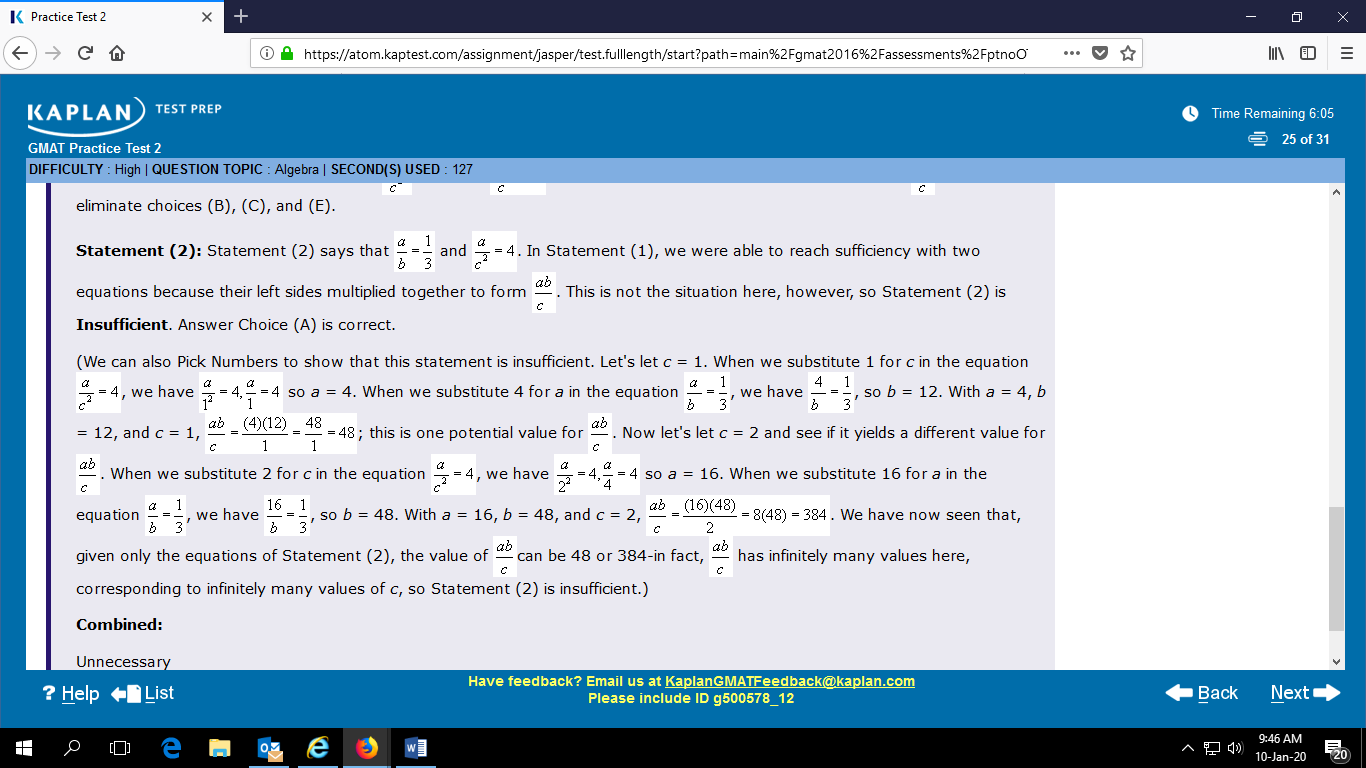 Practice Test 2
https://atom.kaptest.com/assignment/jasper/test.fulllength/start?path=main%2Fgmat2016%2Fassessments%2FptnoO
KAPLAN TEST PREP
Time Remaining 6:05
GMAT Practice Test 2
25 of 31
DIFFICULTY : High | QUESTION TOPIC : Algebra | SECOND(S) USED : 127
eliminate choices (B), (C), and (E).
Statement (2): Statement (2) says that a/b = 1/3 and a/c² = 4. In Statement (1), we were able to reach sufficiency with two
equations because their left sides multiplied together to form ab/c. This is not the situation here, however, so Statement (2) is
Insufficient. Answer Choice (A) is correct.
(We can also Pick Numbers to show that this statement is insufficient. Let's let c = 1. When we substitute 1 for c in the equation
a/c² = 4, we have a/1² = 4, a/1 = 4 so a = 4. When we substitute 4 for a in the equation a/b = 1/3, we have 4/b = 1/3, so b = 12. With a = 4, b
= 12, and c = 1, ab/c = (4)(12)/1 = 48/1 = 48; this is one potential value for ab/c. Now let's let c = 2 and see if it yields a different value for
ab/c. When we substitute 2 for c in the equation a/c² = 4, we have a/2² = 4, a/4 = 4 so a = 16. When we substitute 16 for a in the
equation a/b = 1/3, we have 16/b = 1/3, so b = 48. With a = 16, b = 48, and c = 2, ab/c = (16)(48)/2 = 8(48) = 384. We have now seen that,
given only the equations of Statement (2), the value of ab/c can be 48 or 384-in fact, ab/c has infinitely many values here,
corresponding to infinitely many values of c, so Statement (2) is insufficient.)
Combined:
Unnecessary
? Help List
Have feedback? Email us at KaplanGMATFeedback@kaplan.com
Please include ID g500578_12
Back Next
9:46 AM
10-Jan-20
20